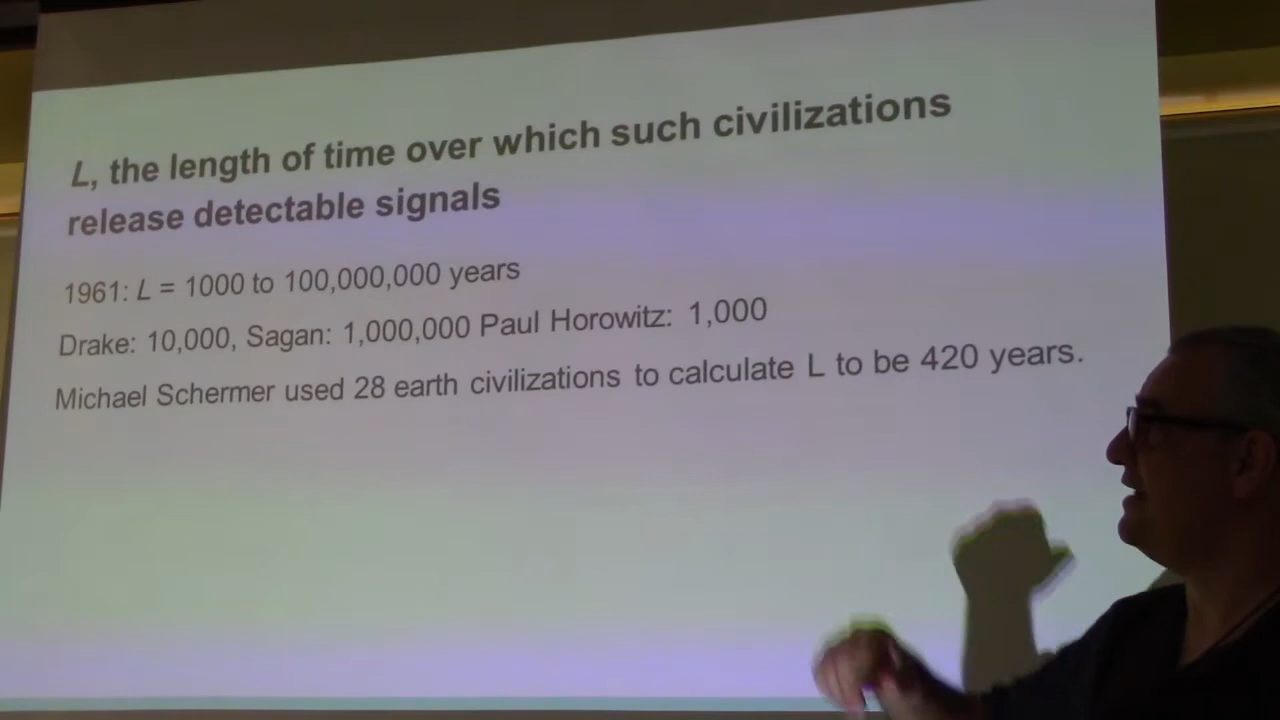 L, the length of time over which such civilizations
release detectable signals
1961: L = 1000 to 100,000,000 years
Drake: 10,000, Sagan: 1,000,000 Paul Horowitz: 1,000
Michael Schermer used 28 earth civilizations to calculate L to be 420 years.